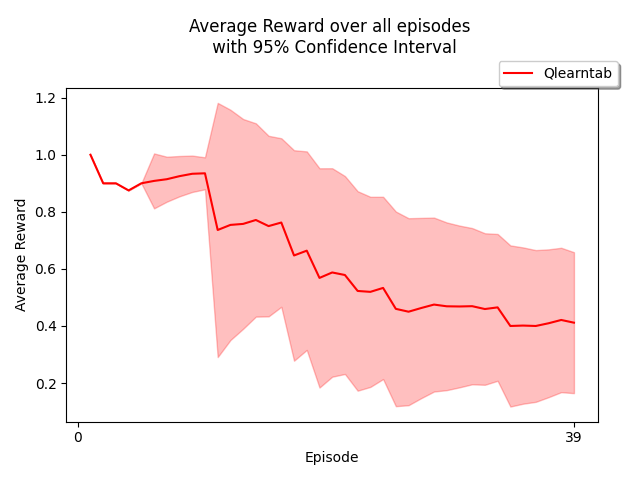 Average Reward over all episodes
with 95% Confidence Interval
Qlearntab
1.2
1.0
0.8
0.6
0.4
0.2
Average Reward
0
39
Episode